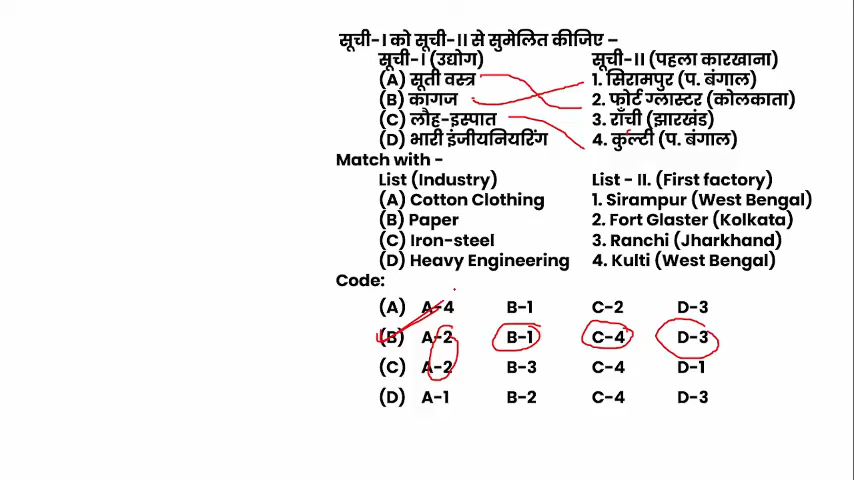 सूची-I को सूची-II से सुमेलित कीजिए –
सूची-I (उद्योग) सूची-II (पहला कारखाना)
(A) सूती वस्त्र 1. सिरामपुर (प. बंगाल)
(B) कागज 2. फोर्ट ग्लास्टर (कोलकाता)
(C) लौह-इस्पात 3. राँची (झारखंड)
(D) भारी इंजीयनियरिंग 4. कुल्टी (प. बंगाल)
Match with -
List (Industry) List - II. (First factory)
(A) Cotton Clothing 1. Sirampur (West Bengal)
(B) Paper 2. Fort Glaster (Kolkata)
(C) Iron-steel 3. Ranchi (Jharkhand)
(D) Heavy Engineering 4. Kulti (West Bengal)
Code:
(A) A-4 B-1 C-2 D-3
(B) A-2 B-1 C-4 D-3
(C) A-2 B-3 C-4 D-1
(D) A-1 B-2 C-4 D-3